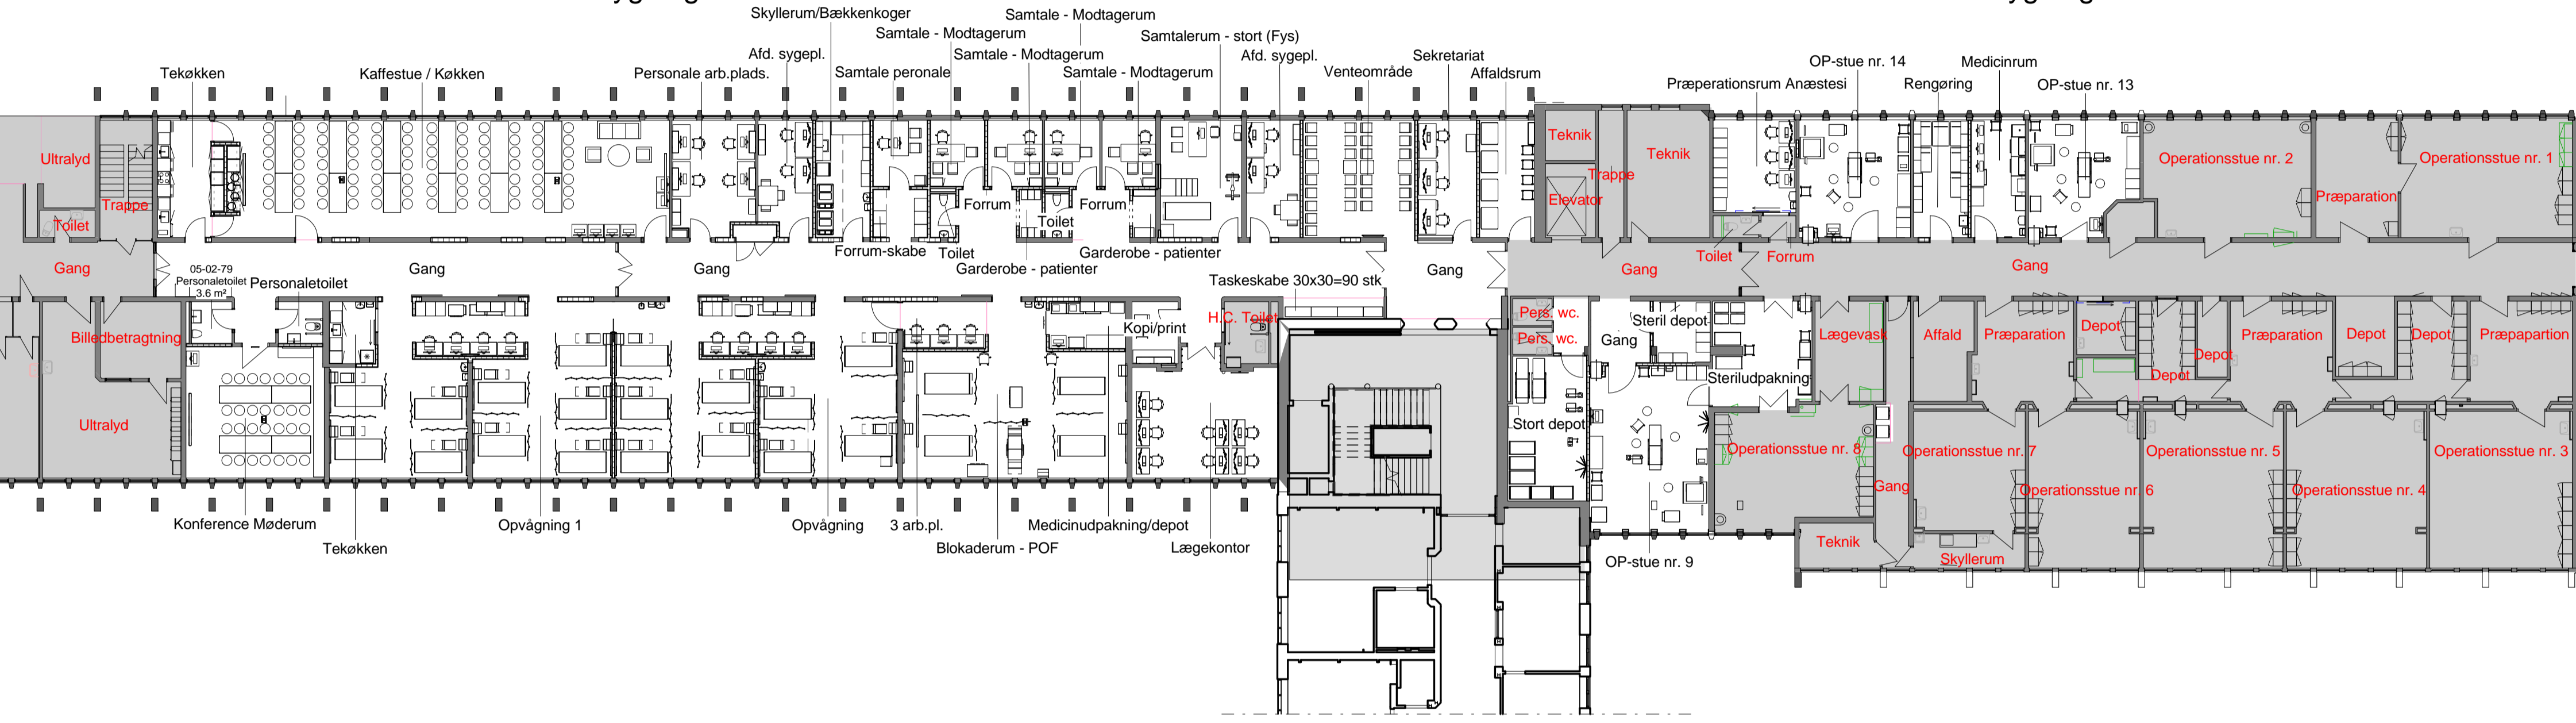 Skyllerum/Bækkenkoger
Samtale - Modtagerum
Samtale - Modtagerum
Samtalerum - stort (Fys)
Afd. sygepl.
Samtale - Modtagerum
Afd. sygepl.
Sekretariat
OP-stue nr. 14
Medicinrum
Tekøkken
Kaffestue / Køkken
Personale arb.plads.
Samtale peronale
Samtale - Modtagerum
Venteområde
Affaldsrum
Præperationsrum Anæstesi
Rengøring
OP-stue nr. 13
Ultralyd
Trappe
Toilet
Teknik
Trappe
Elevator
Teknik
Operationsstue nr. 2
Præparation
Operationsstue nr. 1
Forrum
Toilet
Forrum
Forrum-skabe
Toilet
Garderobe - patienter
Garderobe - patienter
Toilet
Forrum
Gang
05-02-79
Personaletoilet
3.6 m²
Personaletoilet
Gang
Gang
Taskeskabe 30x30=90 stk
Gang
Gang
Gang
Billedbetragtning
Kopi/print
H.C. Toilet
Pers. wc.
Pers. wc.
Steril depot
Gang
Steriludpakning
Lægevask
Affald
Præparation
Depot
Depot
Depot
Præparation
Depot
Depot
Præpapartion
Ultralyd
Stort depot
Operationsstue nr. 8
Gang
Operationsstue nr. 7
Operationsstue nr. 6
Operationsstue nr. 5
Operationsstue nr. 4
Operationsstue nr. 3
Konference Møderum
Tekøkken
Opvågning 1
Opvågning
3 arb.pl.
Blokaderum - POF
Medicinudpakning/depot
Lægekontor
OP-stue nr. 9
Teknik
Skyllerum